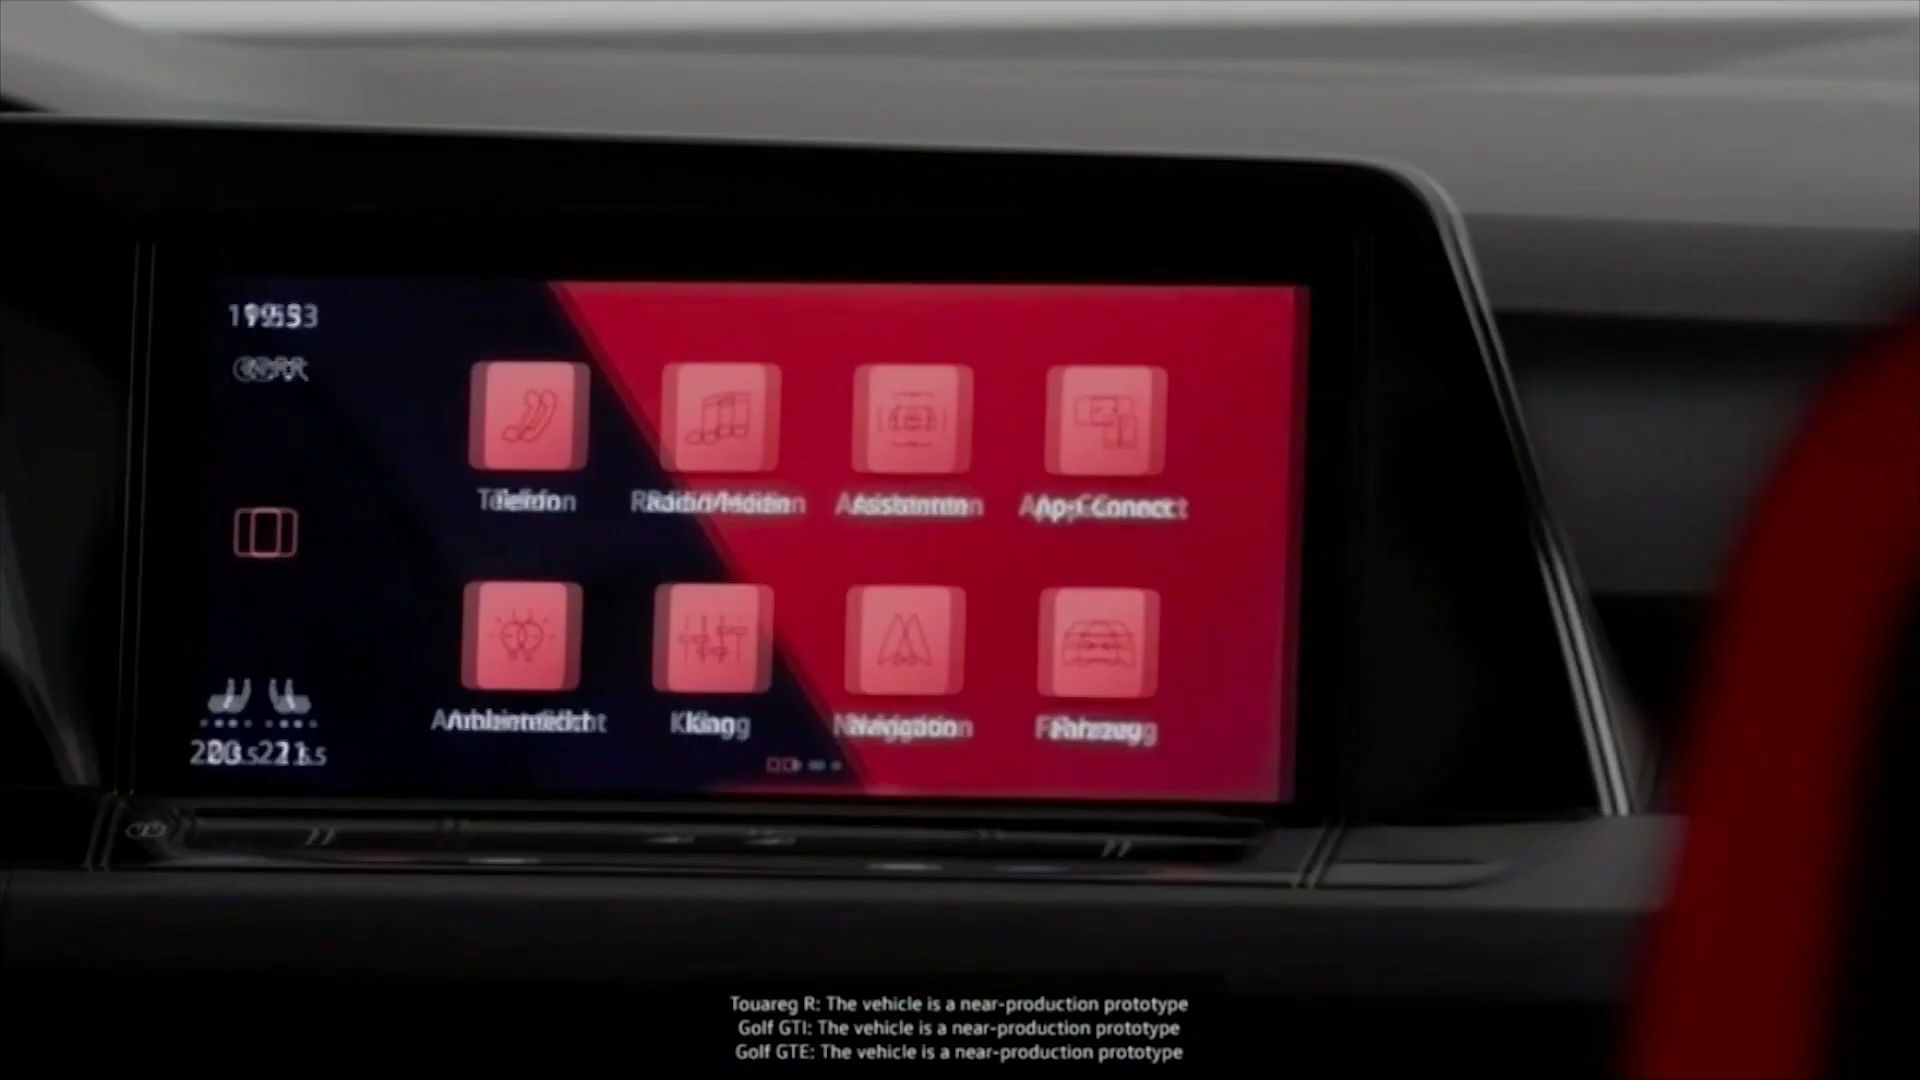 Telefon
Radio/Medien
Assistenten
App-Connect
Ambientelicht
Klang
Navigation
Fahrzeug
Touareg R: The vehicle is a near-production prototype
Golf GTI: The vehicle is a near-production prototype
Golf GTE: The vehicle is a near-production prototype